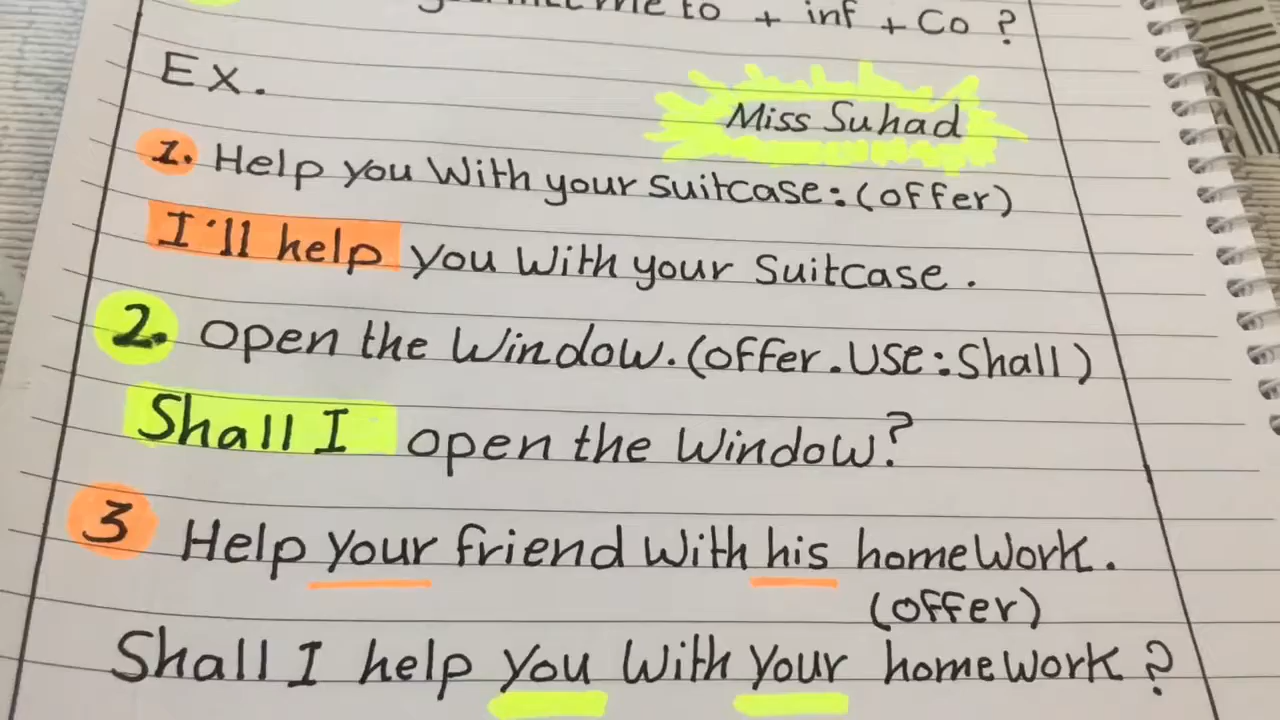 me to + inf + Co ?
Ex.
Miss Suhad
1. Help you With your suitcase: (offer)
I'll help you With your Suitcase.
2. Open the Window. (offer. Use: Shall)
Shall I open the Window?
3 Help your friend With his homeWork.
(offer)
Shall I help you With your homeWork?